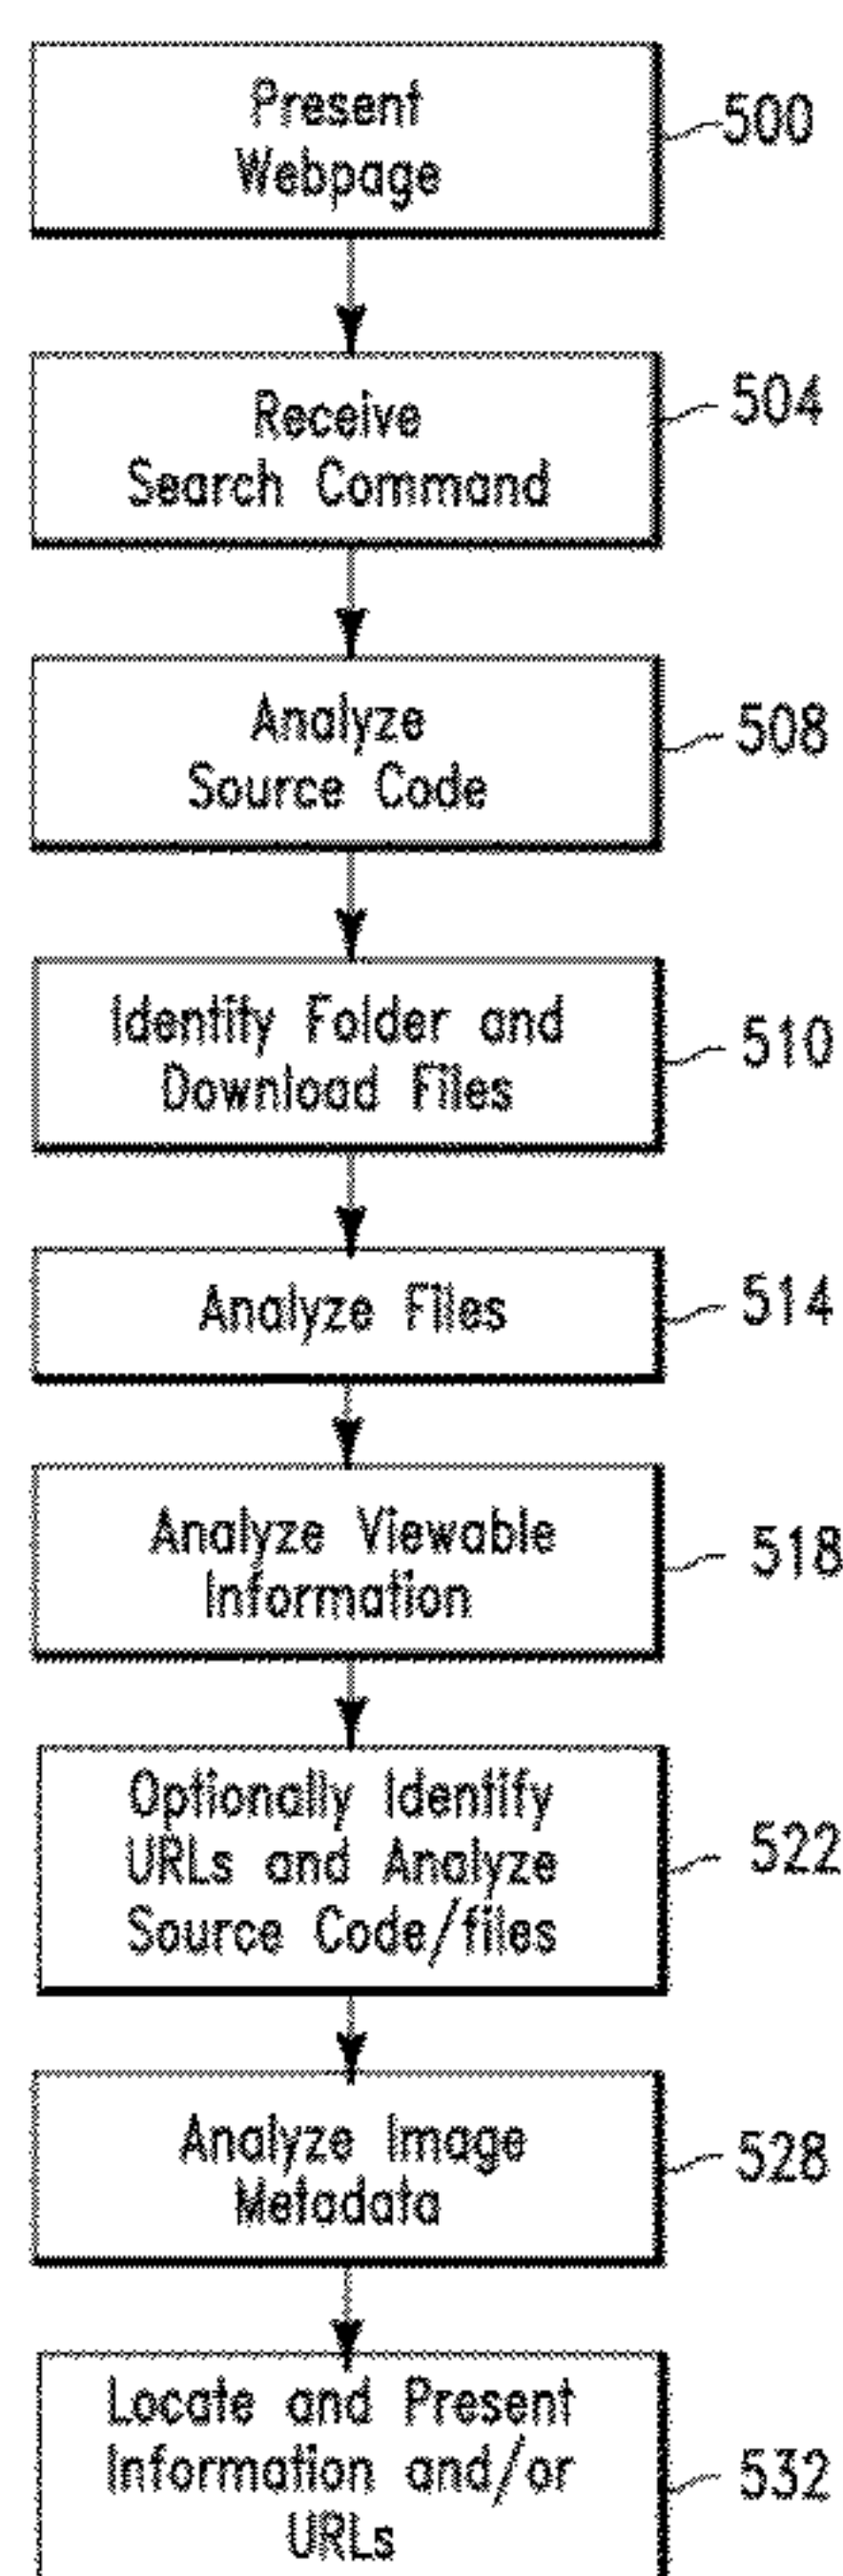 Present
Webpage
500
Receive
Search Command
504
Analyze
Source Code
508
Identify Folder and
Download Files
510
Analyze Files
514
Analyze Viewable
Information
518
Optionally Identify
URLs and Analyze
Source Code/files
522
Analyze Image
Metadata
528
Locate and Present
Information and/or
URLs
532